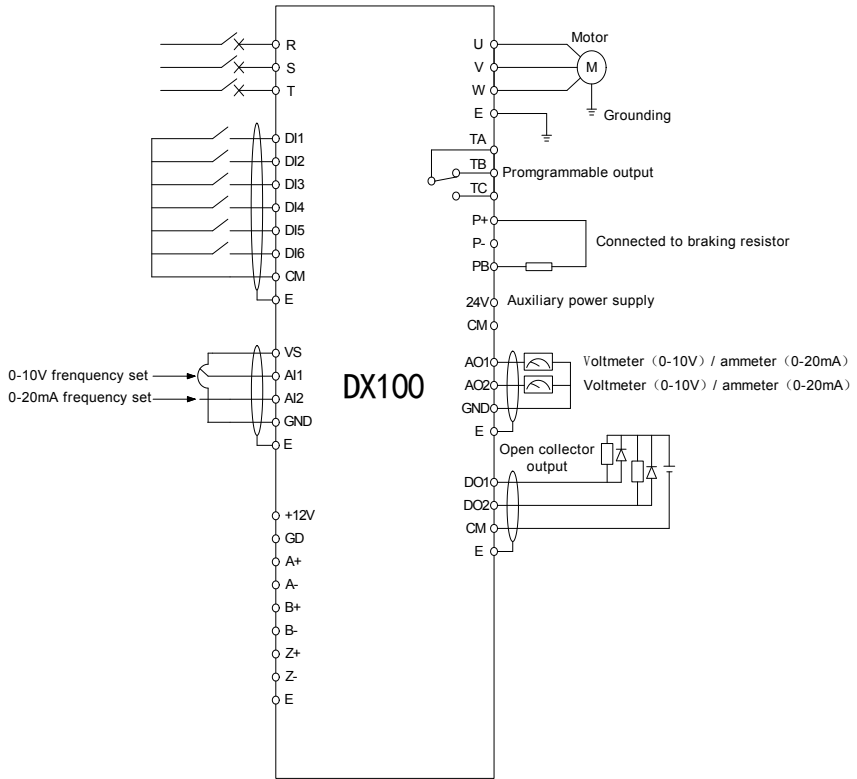 R
S
T
DI1
DI2
DI3
DI4
DI5
DI6
CM
E
0-10V frenquency set
0-20mA frequency set
VS
AI1
AI2
GND
E
+12V
GD
A+
A-
B+
B-
Z+
Z-
E
DX100
U
V
W
E
Motor
M
Grounding
TA
TB
TC
Promgrammable output
P+
P-
PB
Connected to braking resistor
24V
Auxiliary power supply
CM
AO1
Voltmeter（0-10V）/ ammeter（0-20mA）
AO2
Voltmeter（0-10V）/ ammeter（0-20mA）
GND
E
Open collector
output
DO1
DO2
CM
E